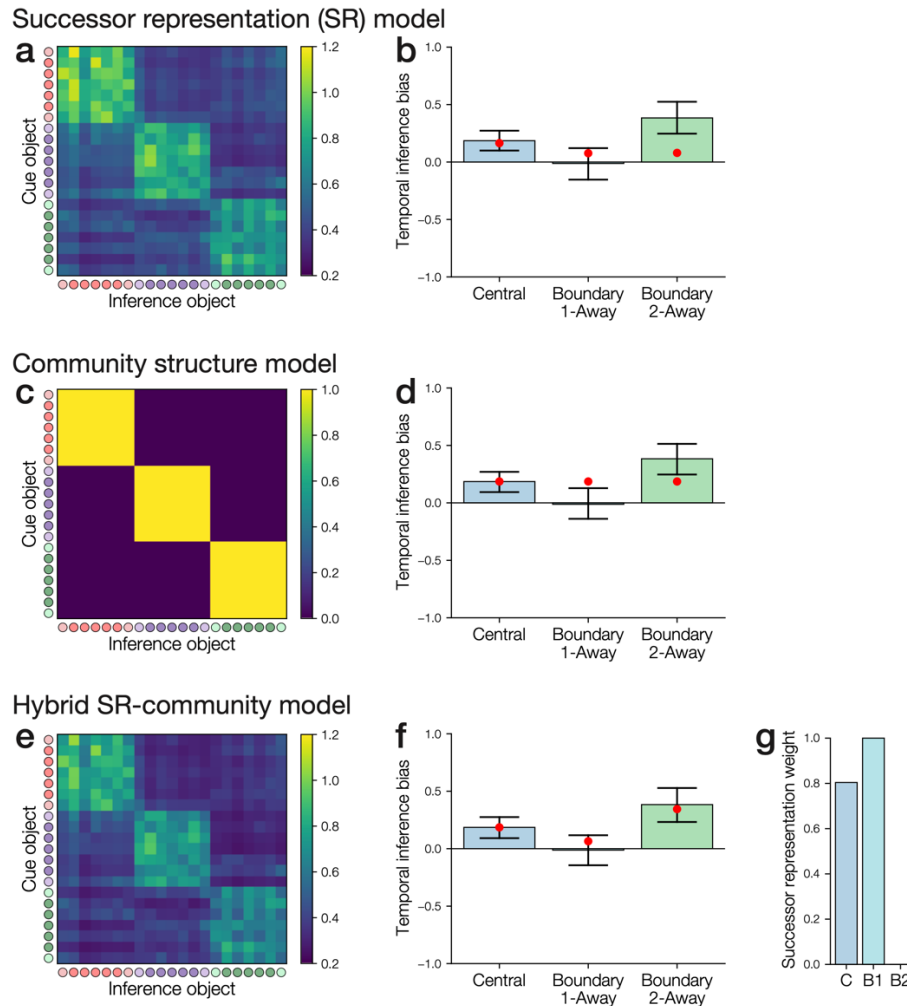 Successor representation (SR) model
a
Cue object
Inference object
1.2
1.0
0.8
0.6
0.4
0.2
b
Temporal inference bias
1.0
0.5
0.0
−0.5
−1.0
Central
Boundary
1-Away
Boundary
2-Away
Community structure model
c
Cue object
Inference object
1.0
0.8
0.6
0.4
0.2
0.0
d
Temporal inference bias
1.0
0.5
0.0
−0.5
−1.0
Central
Boundary
1-Away
Boundary
2-Away
Hybrid SR-community model
e
Cue object
Inference object
1.2
1.0
0.8
0.6
0.4
0.2
f
Temporal inference bias
1.0
0.5
0.0
−0.5
−1.0
Central
Boundary
1-Away
Boundary
2-Away
g
Successor representation weight
1.0
0.8
0.6
0.4
0.2
0.0
C B1 B2